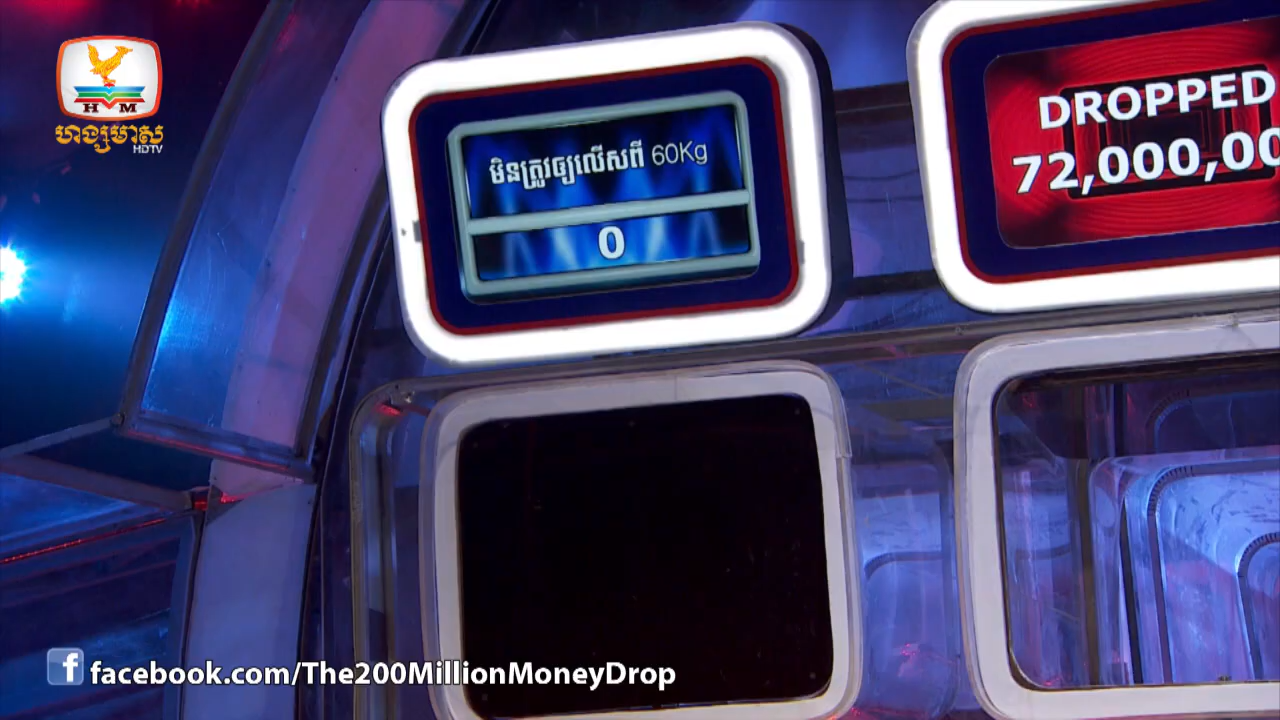 HM
ហង្សមាស
HDTV
មិនត្រូវឲ្យលើសពី 60Kg
0
DROPPED
72,000,00
facebook.com/The200MillionMoneyDrop